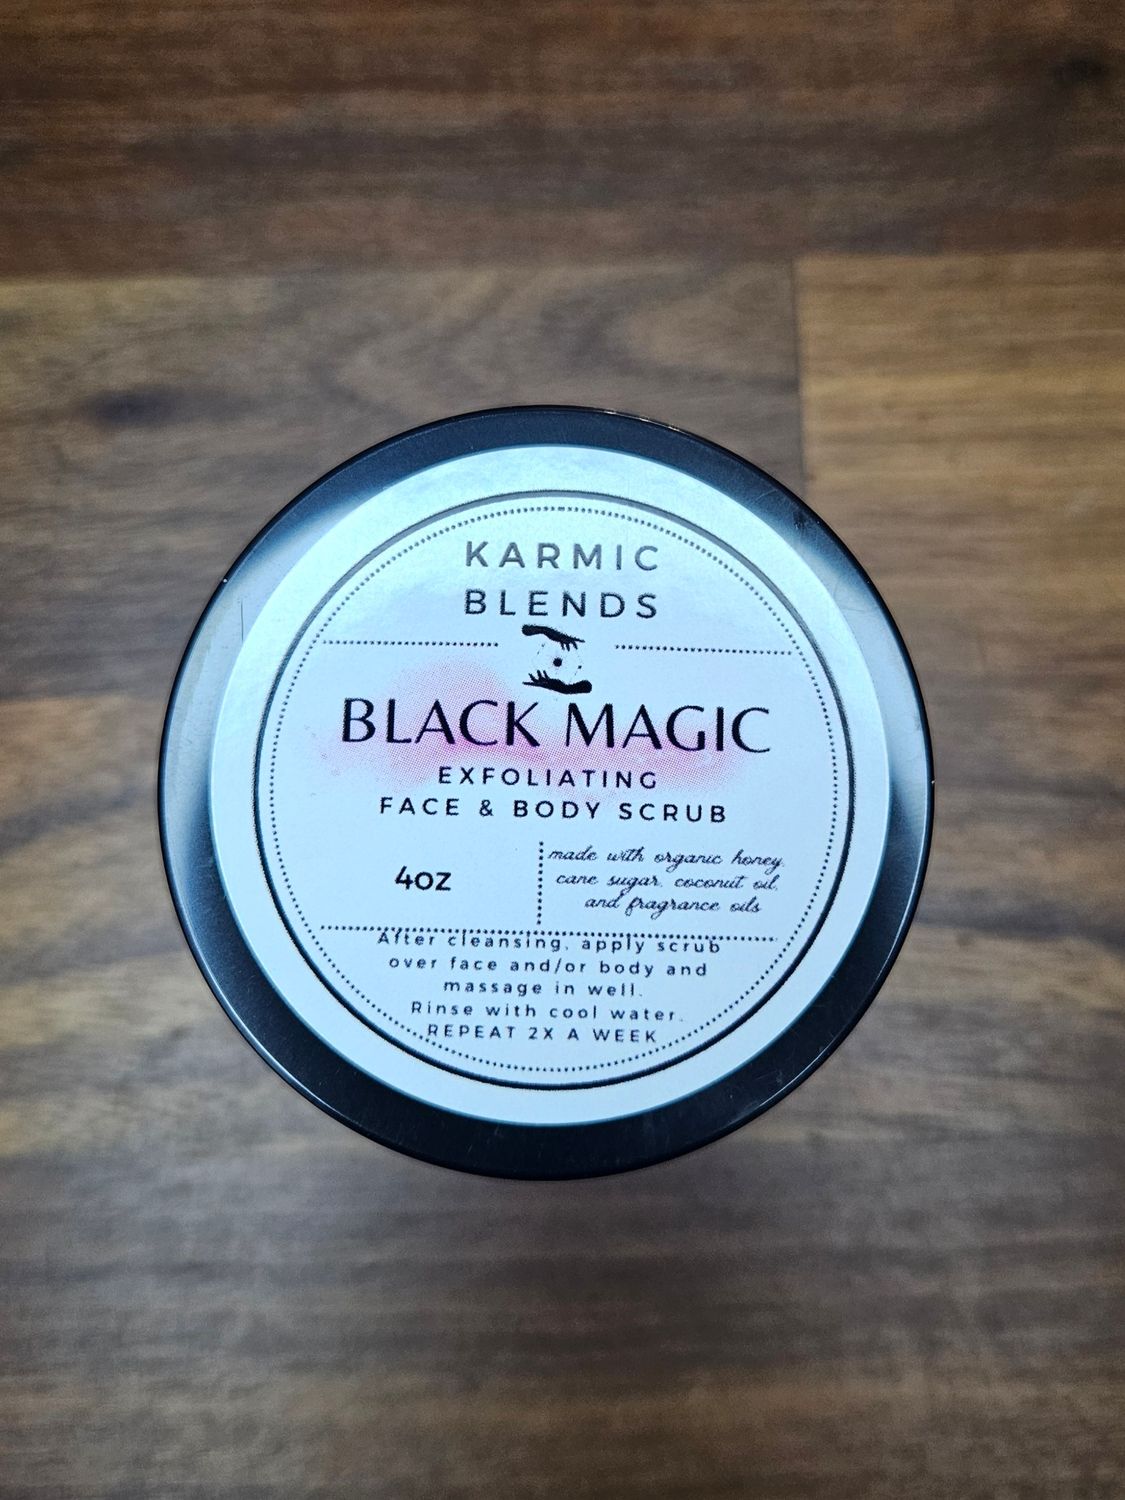 KARMIC
BLENDS
BLACK MAGIC
EXFOLIATING
FACE & BODY SCRUB
4oz
made with organic honey,
cane sugar, coconut oil,
and fragrance oils
After cleansing, apply scrub
over face and/or body and
massage in well.
Rinse with cool water.
REPEAT 2X A WEEK